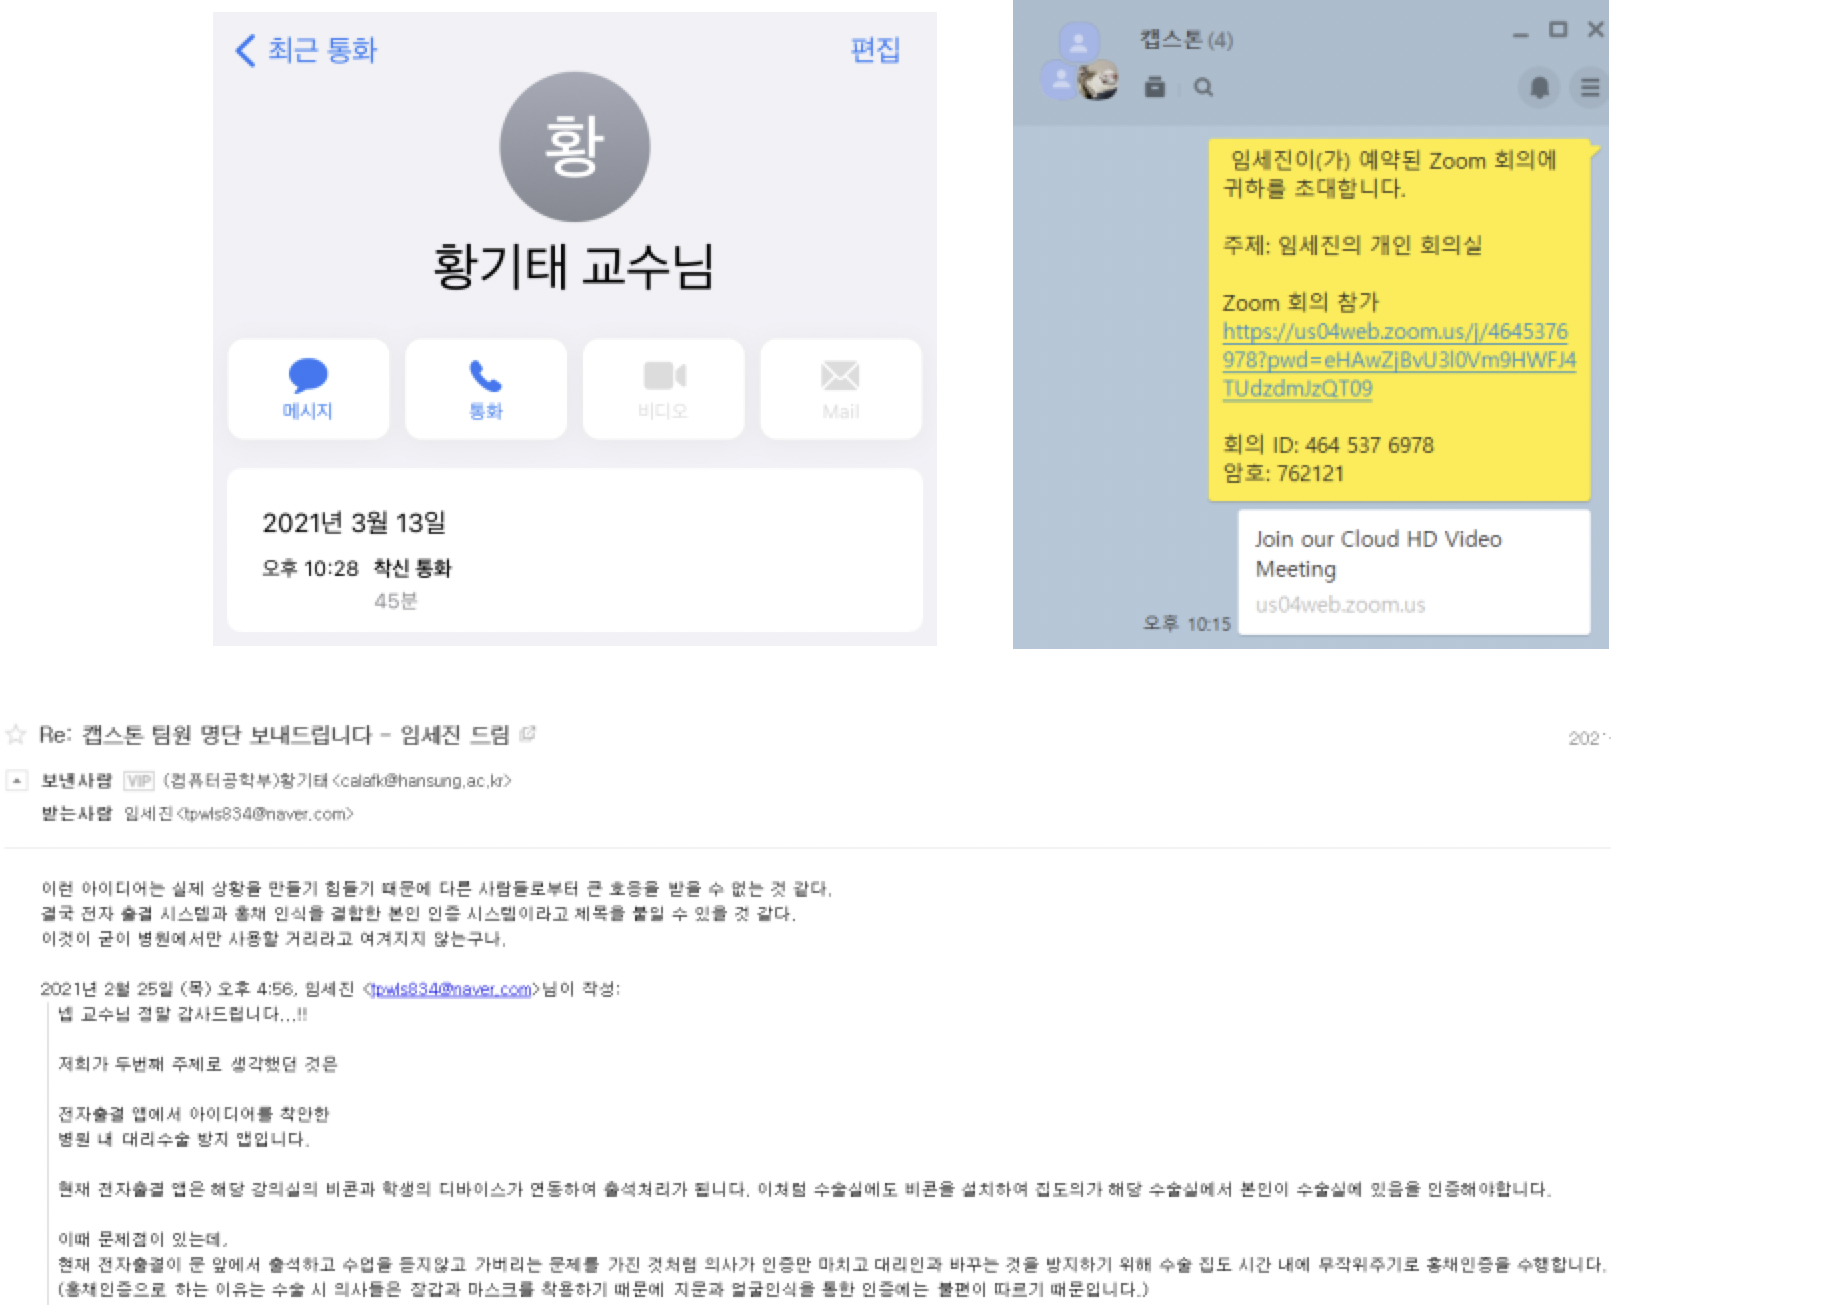 최근 통화
편집
황
황기태 교수님
메시지
통화
비디오
Mail
2021년 3월 13일
오후 10:28 착신 통화
45분
캡스톤 (4)
임세진이(가) 예약된 Zoom 회의에
귀하를 초대합니다.
주제: 임세진의 개인 회의실
Zoom 회의 참가
https://us04web.zoom.us/j/4645376
978?pwd=eHAwZjBvU3l0Vm9HWFJ4
TUdzdmJzQT09
회의 ID: 464 537 6978
암호: 762121
Join our Cloud HD Video
Meeting
us04web.zoom.us
오후 10:15
Re: 캡스톤 팀원 명단 보내드립니다 - 임세진 드림
보낸사람 VIP (컴퓨터공학부)황기태<calafk@hansung.ac.kr>
받는사람 임세진<tpwls834@naver.com>
이런 아이디어는 실제 상황을 만들기 힘들기 때문에 다른 사람들로부터 큰 호응을 받을 수 없는 것 같다.
결국 전자 출결 시스템과 홍채 인식을 결합한 본인 인증 시스템이라고 제목을 붙일 수 있을 것 같다.
이것이 굳이 병원에서만 사용할 거리라고 여겨지지 않는구나.
2021년 2월 25일 (목) 오후 4:56, 임세진 <tpwls834@naver.com>님이 작성:
넵 교수님 정말 감사드립니다...!!
저희가 두번째 주제로 생각했던 것은
전자출결 앱에서 아이디어를 착안한
병원 내 대리수술 방지 앱입니다.
현재 전자출결 앱은 해당 강의실의 비콘과 학생의 디바이스가 연동하여 출석처리가 됩니다. 이처럼 수술실에도 비콘을 설치하여 집도의가 해당 수술실에서 본인이 수술실에 있음을 인증해야합니다.
이때 문제점이 있는데,
현재 전자출결이 문 앞에서 출석하고 수업을 듣지않고 가버리는 문제를 가진 것처럼 의사가 인증만 마치고 대리인과 바꾸는 것을 방지하기 위해 수술 집도 시간 내에 무작위주기로 홍채인증을 수행합니다.
(홍채인증으로 하는 이유는 수술 시 의사들은 장갑과 마스크를 착용하기 때문에 지문과 얼굴인식을 통한 인증에는 불편이 따르기 때문입니다.)